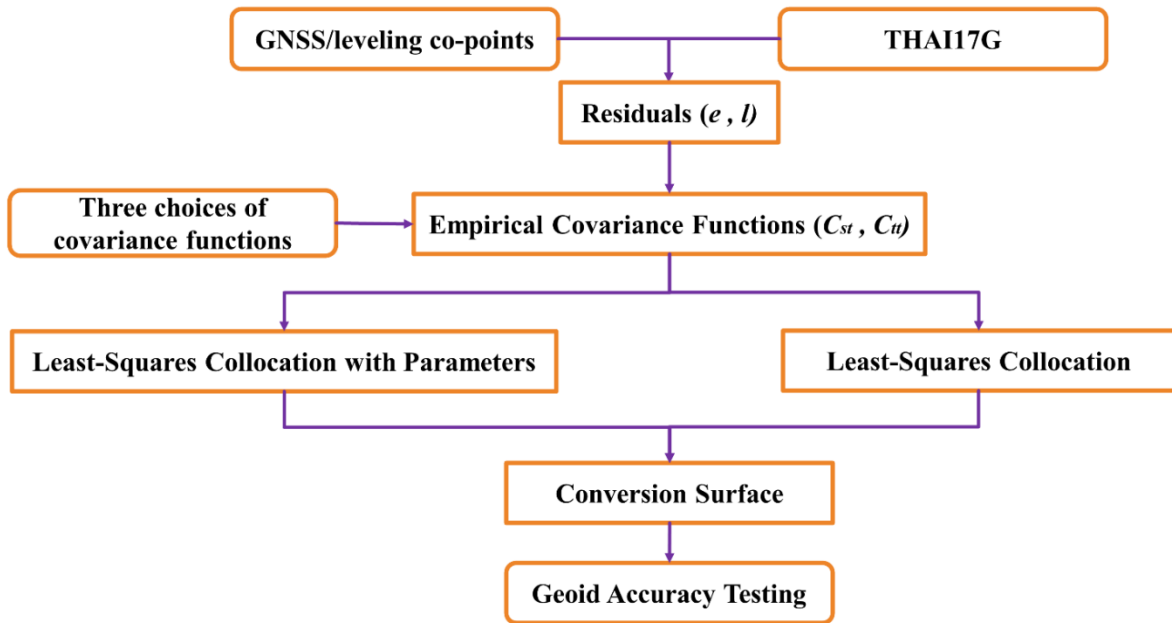 GNSS/leveling co-points
THAI17G
Residuals (e , l)
Three choices of
covariance functions
Empirical Covariance Functions (Cst , Ctt)
Least-Squares Collocation with Parameters
Least-Squares Collocation
Conversion Surface
Geoid Accuracy Testing